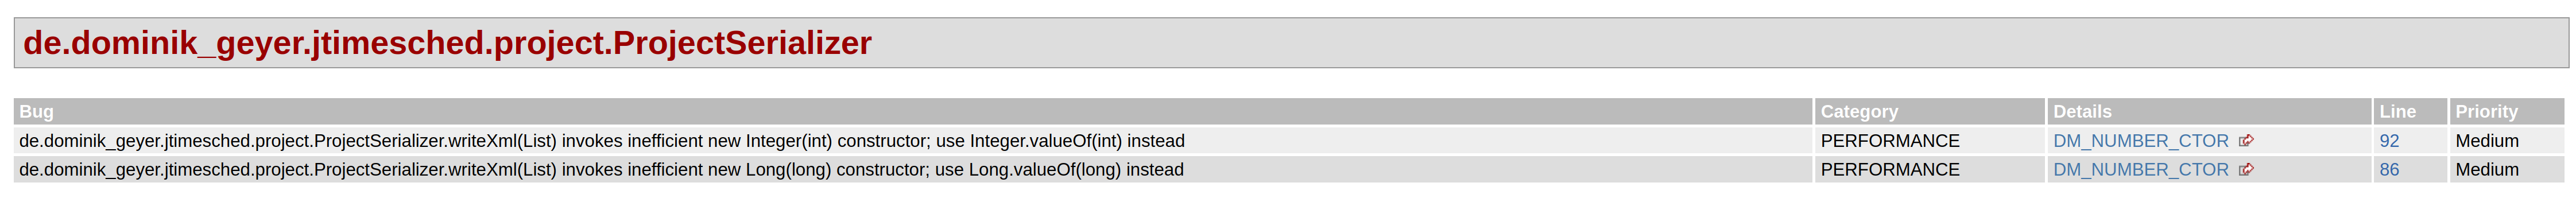 de.dominik_geyer.jtimesched.project.ProjectSerializer
Bug Category Details Line Priority
de.dominik_geyer.jtimesched.project.ProjectSerializer.writeXml(List) invokes inefficient new Integer(int) constructor; use Integer.valueOf(int) instead PERFORMANCE DM_NUMBER_CTOR 92 Medium
de.dominik_geyer.jtimesched.project.ProjectSerializer.writeXml(List) invokes inefficient new Long(long) constructor; use Long.valueOf(long) instead PERFORMANCE DM_NUMBER_CTOR 86 Medium